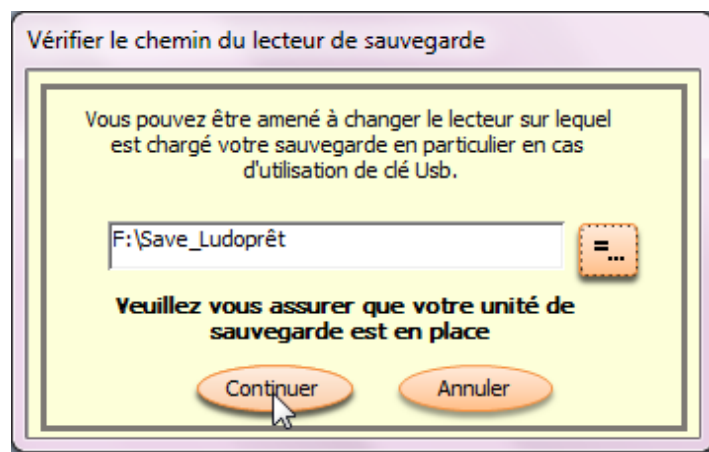 Vérifier le chemin du lecteur de sauvegarde
Vous pouvez être amené à changer le lecteur sur lequel
est chargé votre sauvegarde en particulier en cas
d'utilisation de clé Usb.
F:\Save_Ludoprêt
=...
Veuillez vous assurer que votre unité de
sauvegarde est en place
Continuer Annuler